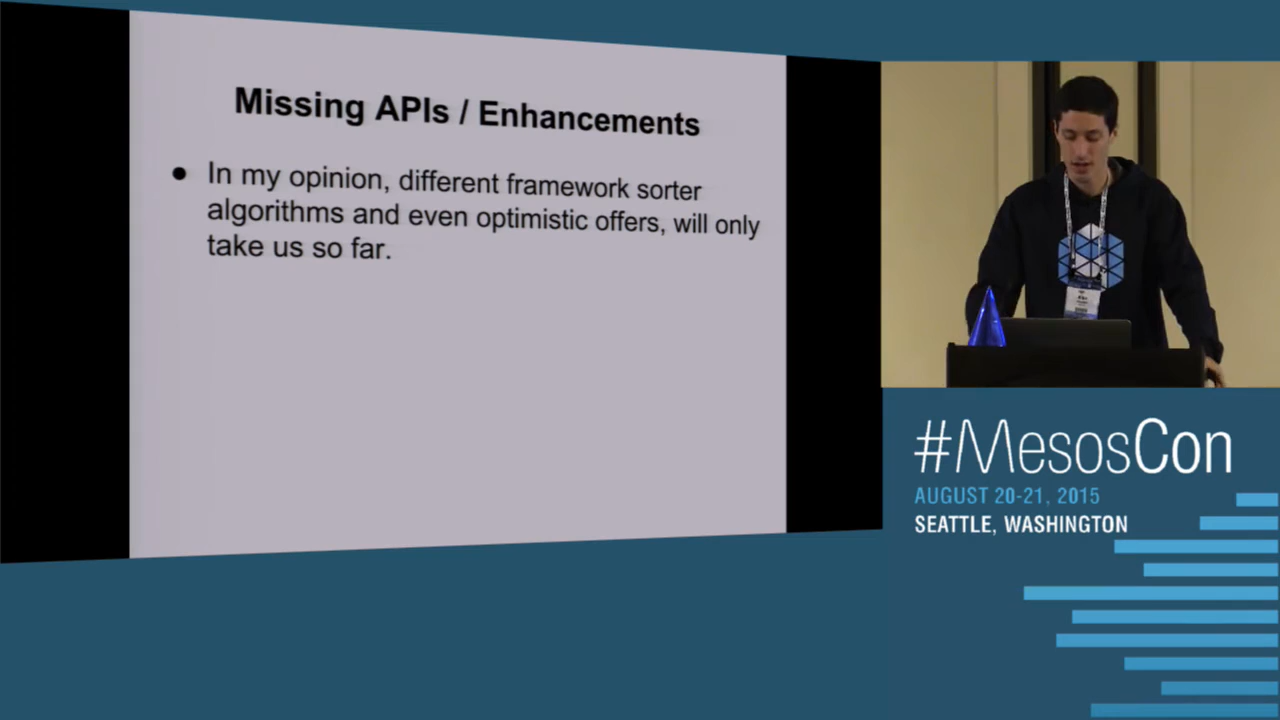 Missing APIs / Enhancements
● In my opinion, different framework sorter
algorithms and even optimistic offers, will only
take us so far.
#MesosCon
AUGUST 20-21, 2015
SEATTLE, WASHINGTON